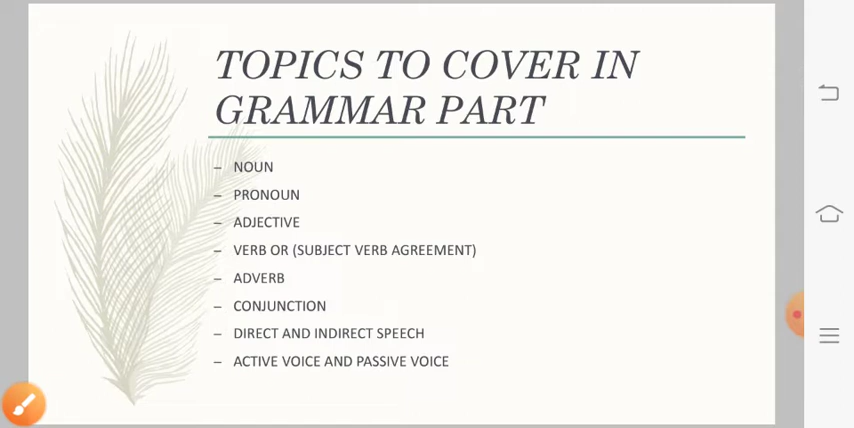 TOPICS TO COVER IN
GRAMMAR PART
– NOUN
– PRONOUN
– ADJECTIVE
– VERB OR (SUBJECT VERB AGREEMENT)
– ADVERB
– CONJUNCTION
– DIRECT AND INDIRECT SPEECH
– ACTIVE VOICE AND PASSIVE VOICE